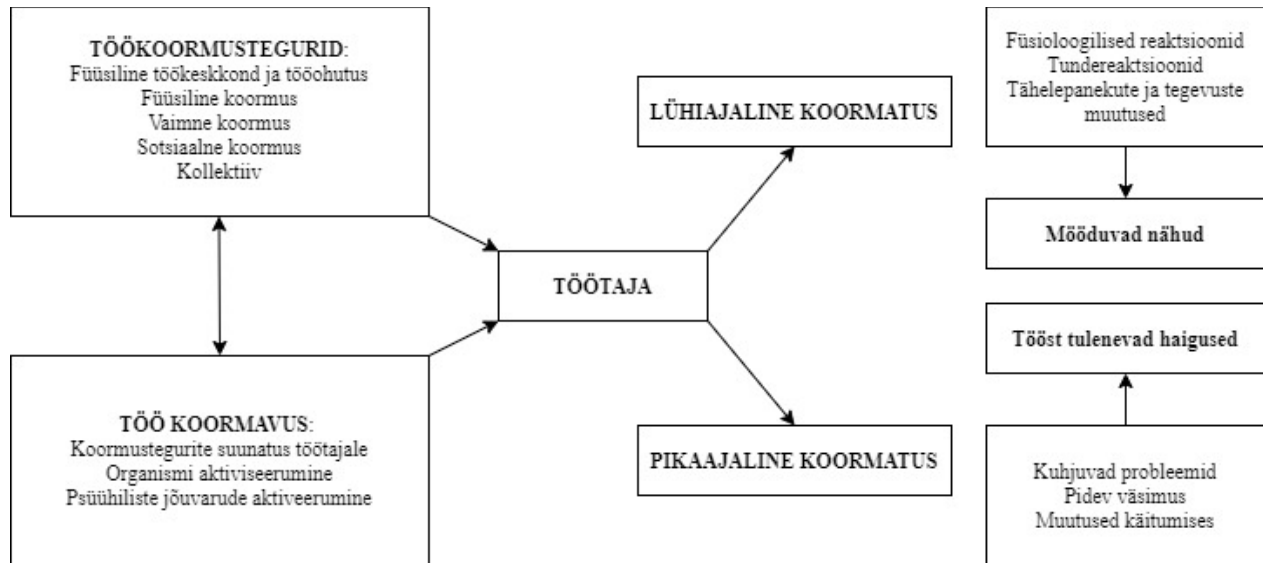 TÖÖKOORMUSTEGURID:
Füüsiline töökeskkond ja tööohutus
Füüsiline koormus
Vaimne koormus
Sotsiaalne koormus
Kollektiiv
TÖÖ KOORMAVUS:
Koormustegurite suunatus töötajale
Organismi aktiviseerumine
Psüühiliste jõuvarude aktiveerumine
TÖÖTAJA
LÜHIAJALINE KOORMATUS
PIKAAJALINE KOORMATUS
Füsioloogilised reaktsioonid
Tundereaktsioonid
Tähelepanekute ja tegevuste
muutused
Mööduvad nähud
Tööst tulenevad haigused
Kuhjuvad probleemid
Pidev väsimus
Muutused käitumises